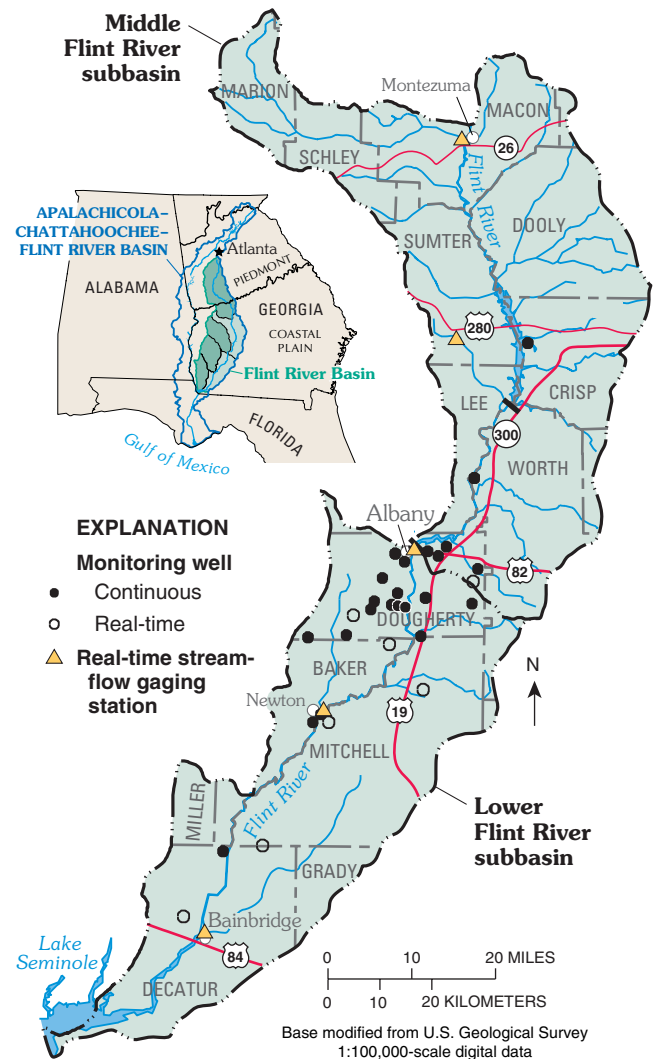 Middle
Flint River
subbasin
MARION
Montezuma
MACON
26
SCHLEY
Flint River
DOOLY
SUMTER
APALACHICOLA–
CHATTAHOOCHEE–
FLINT RIVER BASIN
Atlanta
PIEDMONT
ALABAMA
GEORGIA
COASTAL
PLAIN
Flint River Basin
FLORIDA
Gulf of Mexico
280
LEE
CRISP
300
WORTH
EXPLANATION
Monitoring well
Continuous
Real-time
Real-time stream-
flow gaging
station
Albany
82
DOUGHERTY
BAKER
N
Newton
19
MITCHELL
MILLER
Flint River
Lower
Flint River
subbasin
GRADY
Bainbridge
Lake
Seminole
84
DECATUR
0 10 20 MILES
0 10 20 KILOMETERS
Base modified from U.S. Geological Survey
1:100,000-scale digital data